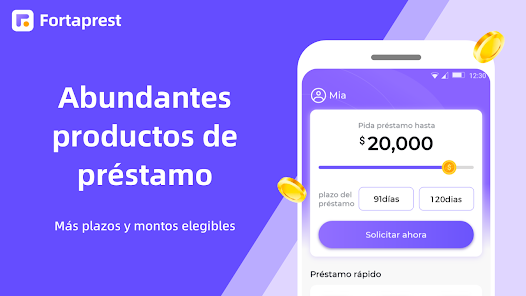 Fortaprest
Abundantes
productos de
préstamo
Más plazos y montos elegibles
12:30
Mia
Pida préstamo hasta
$20,000
plazo del
préstamo
91días
120dias
Solicitar ahora
Préstamo rápido